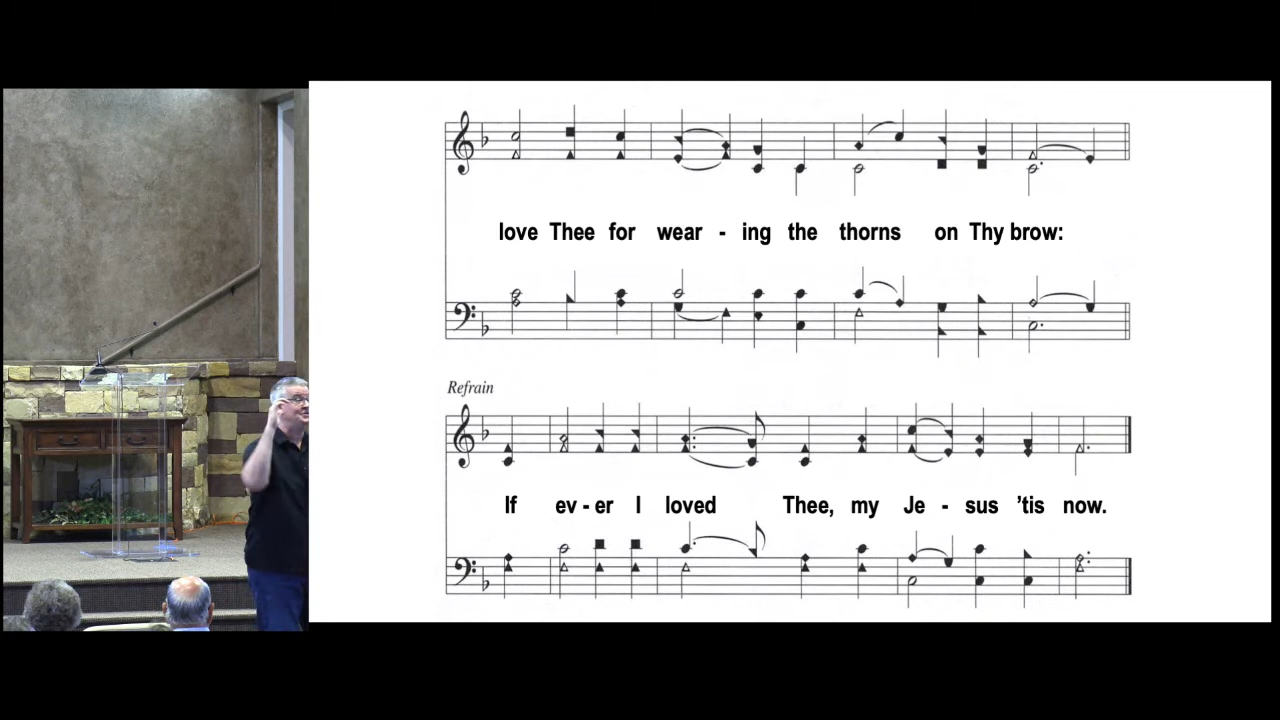 love Thee for wear - ing the thorns on Thy brow:
Refrain
If ev - er I loved Thee, my Je - sus ’tis now.